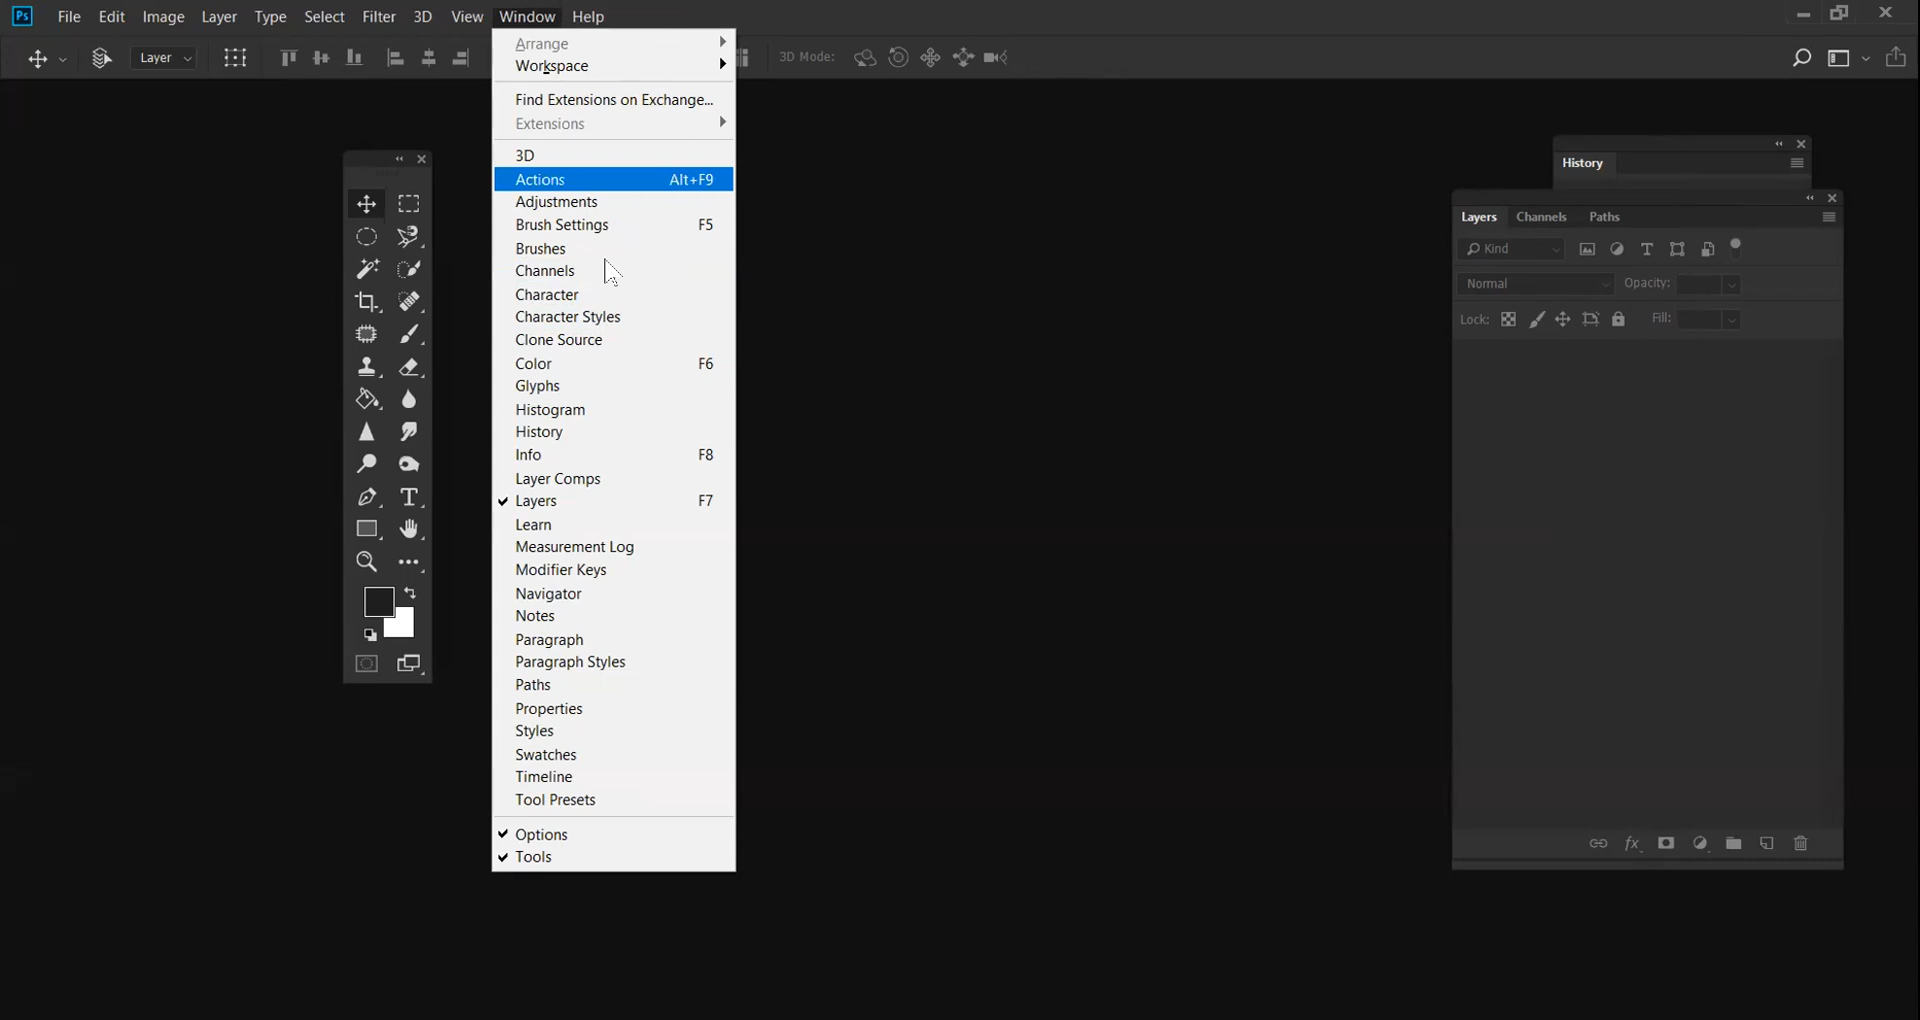 Ps File Edit Image Layer Type Select Filter 3D View Window Help
Layer 3D Mode:
Arrange
Workspace
Find Extensions on Exchange...
Extensions
3D
Actions Alt+F9
Adjustments
Brush Settings F5
Brushes
Channels
Character
Character Styles
Clone Source
Color F6
Glyphs
Histogram
History
Info F8
Layer Comps
Layers F7
Learn
Measurement Log
Modifier Keys
Navigator
Notes
Paragraph
Paragraph Styles
Paths
Properties
Styles
Swatches
Timeline
Tool Presets
Options
Tools
History
Layers Channels Paths
Kind
Normal Opacity:
Lock: Fill:
fx